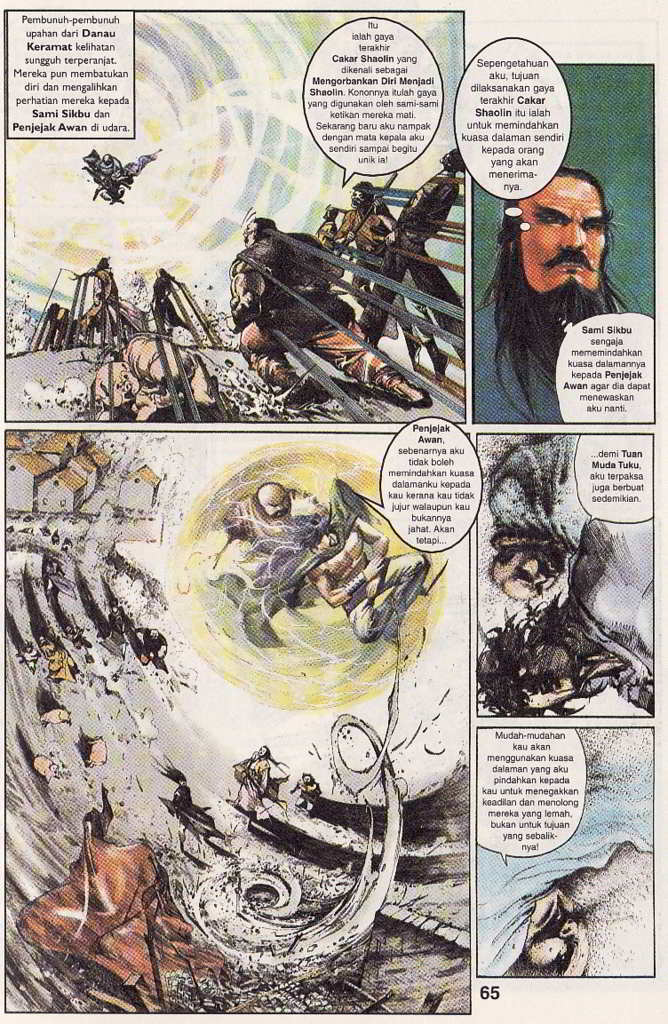 Pembunuh-pembunuh
upahan dari Danau
Keramat kelihatan
sungguh terperanjat.
Mereka pun membatukan
diri dan mengalihkan
perhatian mereka kepada
Sami Sikbu dan
Penjejak Awan di udara.
Itu
ialah gaya
terakhir
Cakar Shaolin yang
dikenali sebagai
Mengorbankan Diri Menjadi
Shaolin. Kononnya itulah gaya
yang digunakan oleh sami-sami
ketikan mereka mati.
Sekarang baru aku nampak
dengan mata kepala aku
sendiri sampai begitu
unik ia!
Sepengetahuan
aku, tujuan
dilaksanakan gaya
terakhir Cakar
Shaolin itu ialah
untuk memindahkan
kuasa dalaman sendiri
kepada orang
yang akan
menerima-
nya.
Sami Sikbu
sengaja
mememindahkan
kuasa dalamannya
kepada Penjejak
Awan agar dia dapat
menewaskan
aku nanti.
Penjejak
Awan,
sebenarnya aku
tidak boleh
memindahkan kuasa
dalamanku kepada
kau kerana kau tidak
jujur walaupun kau
bukannya
jahat. Akan
tetapi...
...demi Tuan
Muda Tuku,
aku terpaksa
juga berbuat
sedemikian.
Mudah-mudahan
kau akan
menggunakan kuasa
dalaman yang aku
pindahkan kepada
kau untuk menegakkan
keadilan dan menolong
mereka yang lemah,
bukan untuk tujuan
yang sebalik-
nya!
65